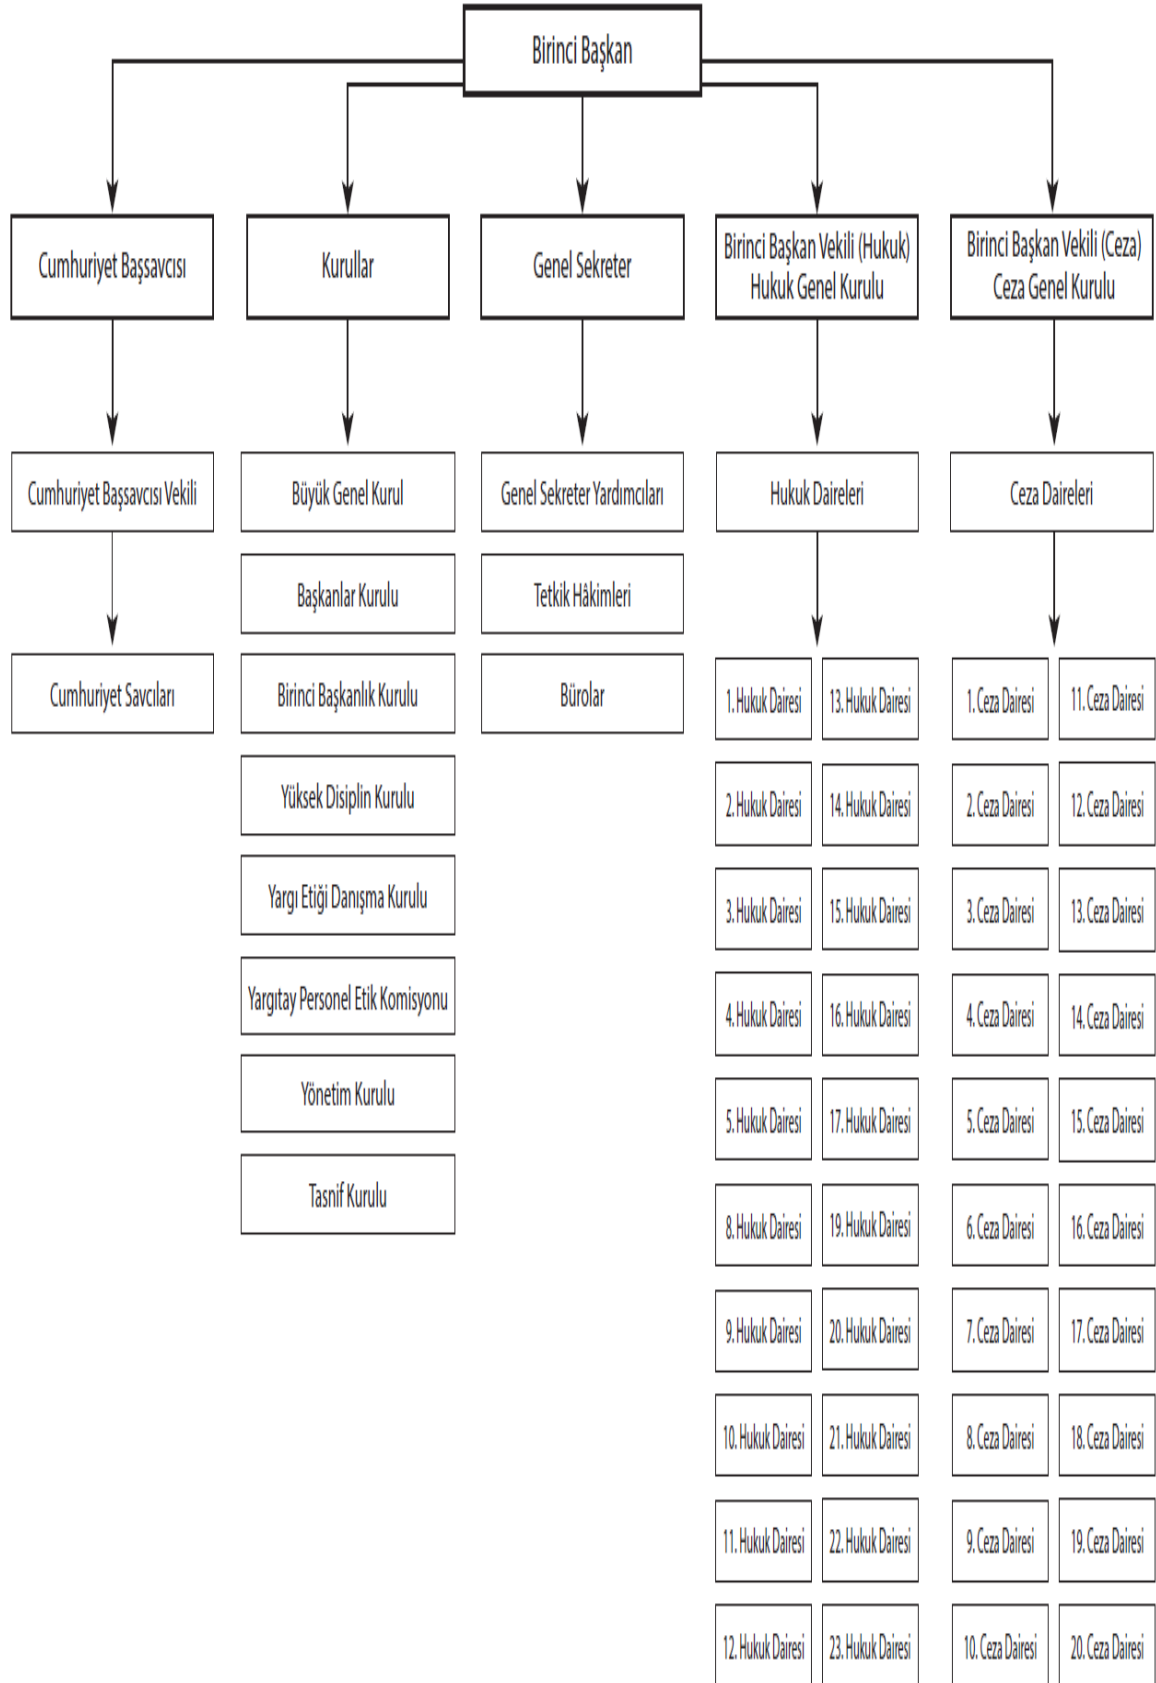 Birinci Başkan
Cumhuriyet Başsavcısı
Kurullar
Genel Sekreter
Birinci Başkan Vekili (Hukuk)
Hukuk Genel Kurulu
Birinci Başkan Vekili (Ceza)
Ceza Genel Kurulu
Cumhuriyet Başsavcısı Vekili
Büyük Genel Kurul
Genel Sekreter Yardımcıları
Hukuk Daireleri
Ceza Daireleri
Başkanlar Kurulu
Tetkik Hâkimleri
Cumhuriyet Savcıları
Birinci Başkanlık Kurulu
Bürolar
Yüksek Disiplin Kurulu
Yargı Etiği Danışma Kurulu
Yargıtay Personel Etik Komisyonu
Yönetim Kurulu
Tasnif Kurulu
1. Hukuk Dairesi
13. Hukuk Dairesi
1. Ceza Dairesi
11. Ceza Dairesi
2. Hukuk Dairesi
14. Hukuk Dairesi
2. Ceza Dairesi
12. Ceza Dairesi
3. Hukuk Dairesi
15. Hukuk Dairesi
3. Ceza Dairesi
13. Ceza Dairesi
4. Hukuk Dairesi
16. Hukuk Dairesi
4. Ceza Dairesi
14. Ceza Dairesi
5. Hukuk Dairesi
17. Hukuk Dairesi
5. Ceza Dairesi
15. Ceza Dairesi
8. Hukuk Dairesi
19. Hukuk Dairesi
6. Ceza Dairesi
16. Ceza Dairesi
9. Hukuk Dairesi
20. Hukuk Dairesi
7. Ceza Dairesi
17. Ceza Dairesi
10. Hukuk Dairesi
21. Hukuk Dairesi
8. Ceza Dairesi
18. Ceza Dairesi
11. Hukuk Dairesi
22. Hukuk Dairesi
9. Ceza Dairesi
19. Ceza Dairesi
12. Hukuk Dairesi
23. Hukuk Dairesi
10. Ceza Dairesi
20. Ceza Dairesi